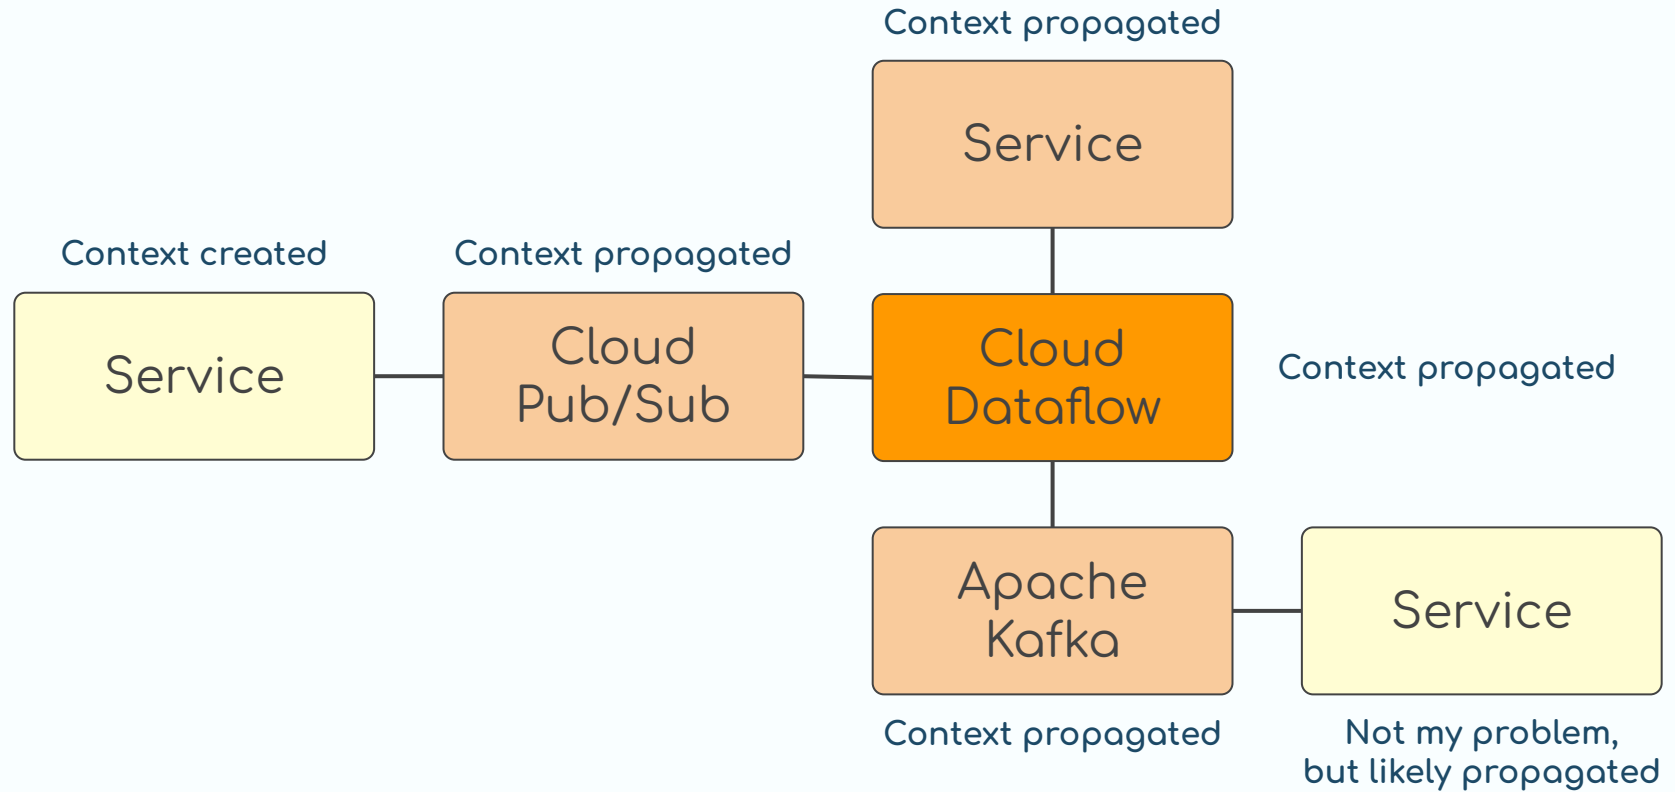 Context propagated
Service
Context created
Service
Context propagated
Cloud
Pub/Sub
Cloud
Dataflow
Context propagated
Apache
Kafka
Context propagated
Service
Not my problem,
but likely propagated